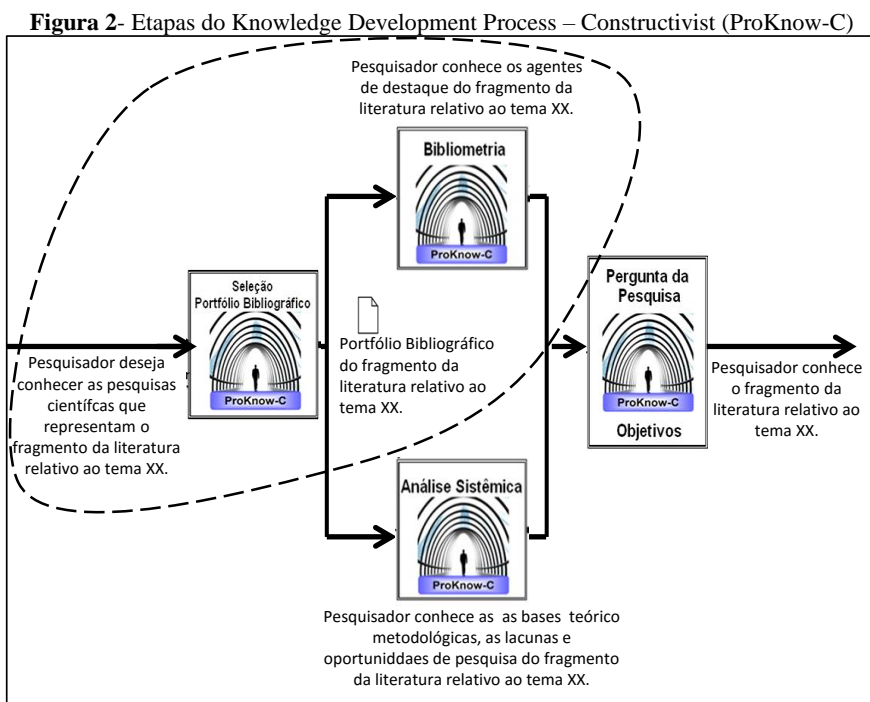 Figura 2- Etapas do Knowledge Development Process – Constructivist (ProKnow-C)
Pesquisador conhece os agentes
de destaque do fragmento da
literatura relativo ao tema XX.
Bibliometria
ProKnow-C
Seleção
Portfólio Bibliográfico
ProKnow-C
Pesquisador deseja
conhecer as pesquisas
científcas que
representam o
fragmento da literatura
relativo ao tema XX.
Portfólio Bibliográfico
do fragmento da
literatura relativo ao
tema XX.
Pergunta da
Pesquisa
ProKnow-C
Objetivos
Pesquisador conhece
o fragmento da
literatura relativo ao
tema XX.
Análise Sistêmica
ProKnow-C
Pesquisador conhece as as bases teórico
metodológicas, as lacunas e
oportuniddaes de pesquisa do fragmento
da literatura relativo ao tema XX.